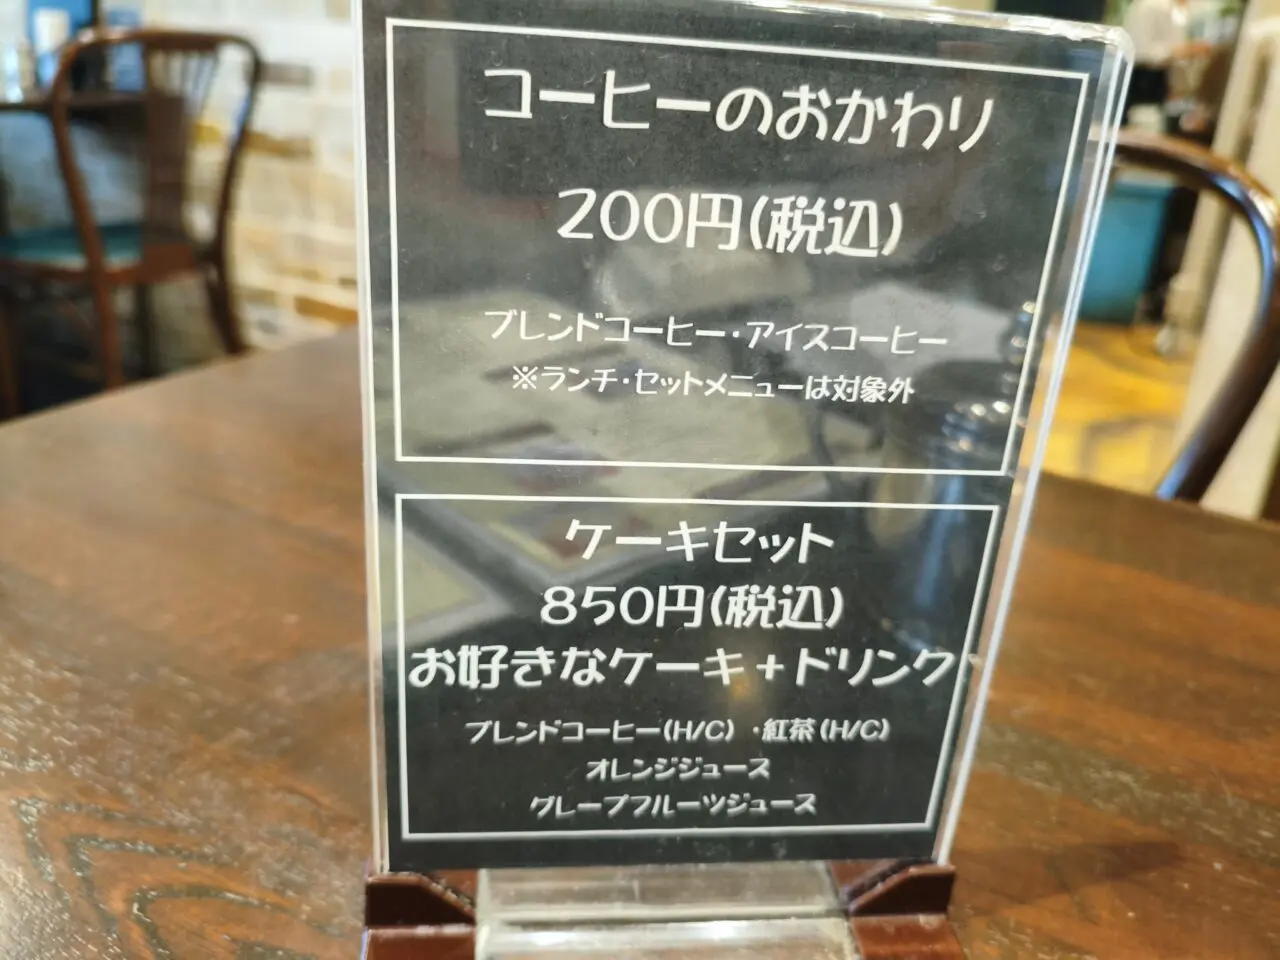 コーヒーのおかわり
200円(税込)
ブレンドコーヒー・アイスコーヒー
※ランチ・セットメニューは対象外
ケーキセット
850円(税込)
お好きなケーキ+ドリンク
ブレンドコーヒー(H/C)・紅茶(H/C)
オレンジジュース
グレープフルーツジュース